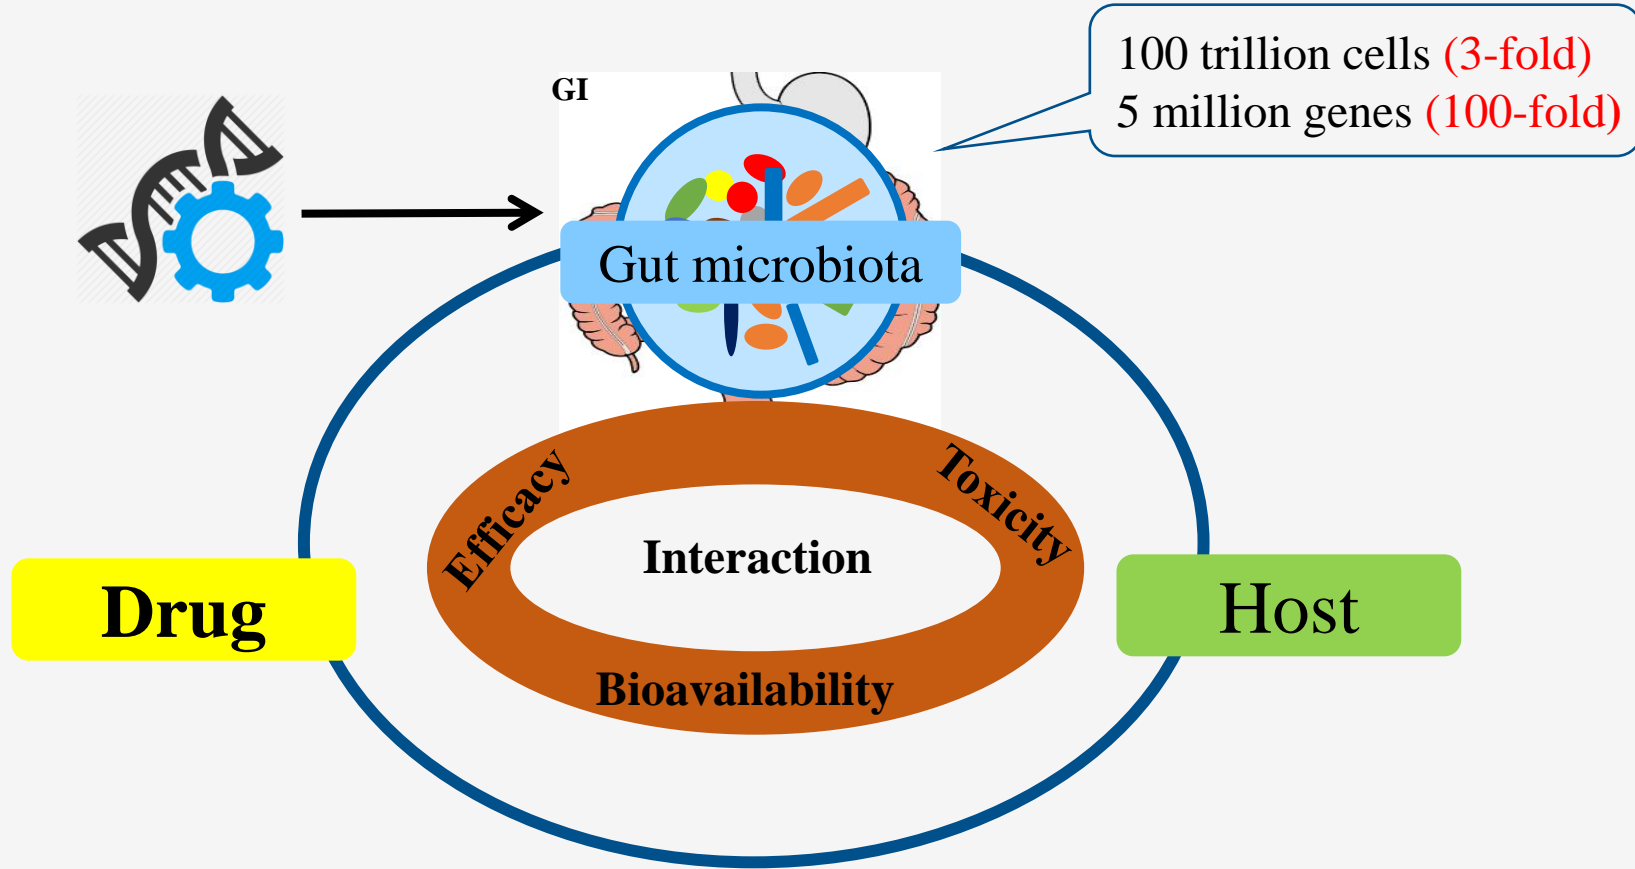 100 trillion cells (3-fold)
5 million genes (100-fold)
GI
Gut microbiota
Efficacy
Toxicity
Interaction
Drug
Host
Bioavailability